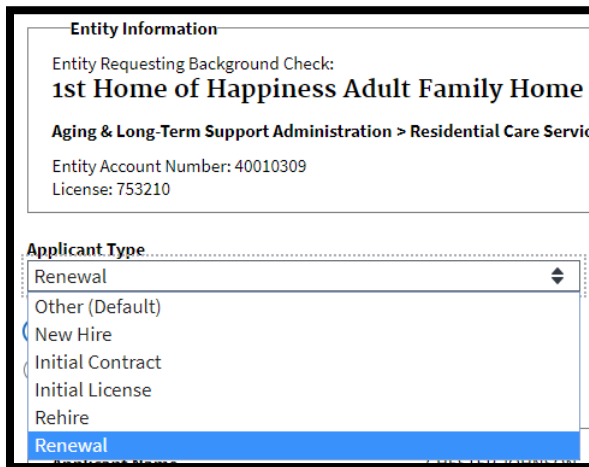 Entity Information
Entity Requesting Background Check:
1st Home of Happiness Adult Family Home
Aging & Long-Term Support Administration > Residential Care
Entity Account Number: 40010309
License: 753210
Applicant Type
Renewal
Other (Default)
New Hire
Initial Contract
Initial License
Rehire
Renewal